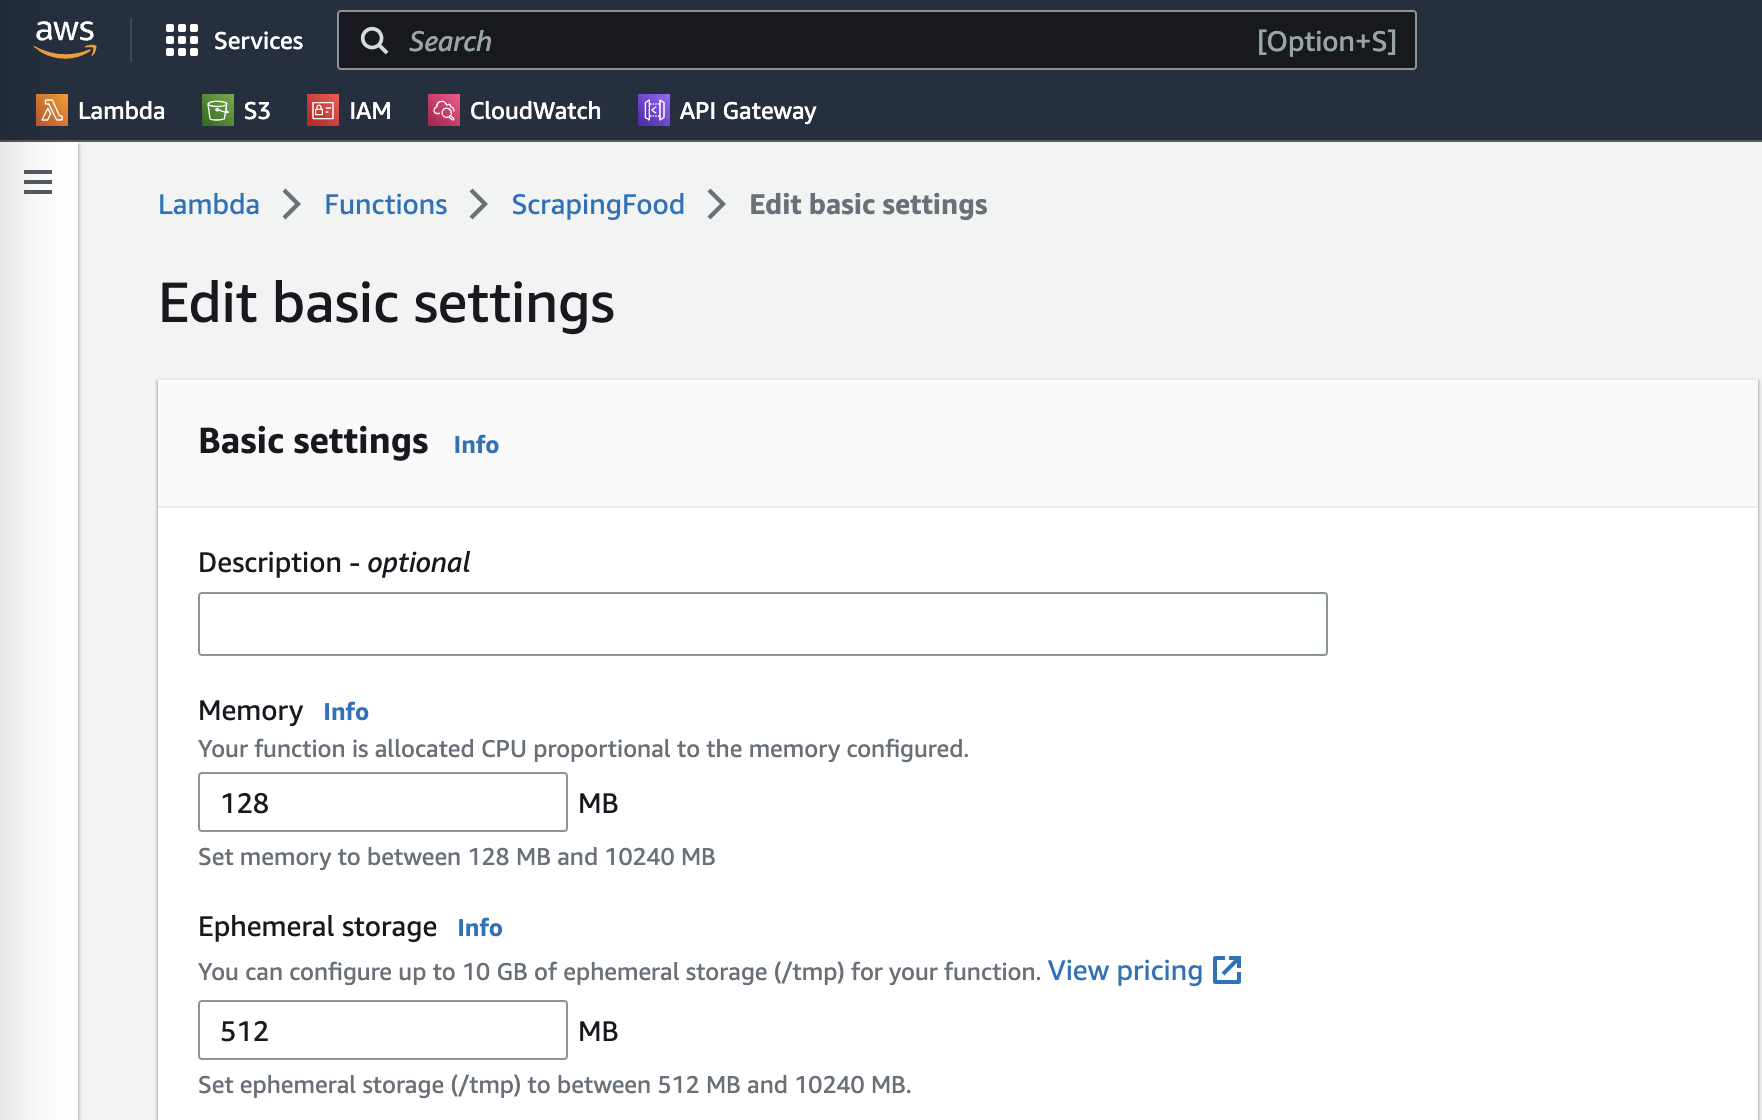 aws Services Search [Option+S]
Lambda S3 IAM CloudWatch API Gateway
Lambda Functions ScrapingFood Edit basic settings
Edit basic settings
Basic settings Info
Description - optional
Memory Info
Your function is allocated CPU proportional to the memory configured.
128 MB
Set memory to between 128 MB and 10240 MB
Ephemeral storage Info
You can configure up to 10 GB of ephemeral storage (/tmp) for your function. View pricing
512 MB
Set ephemeral storage (/tmp) to between 512 MB and 10240 MB.